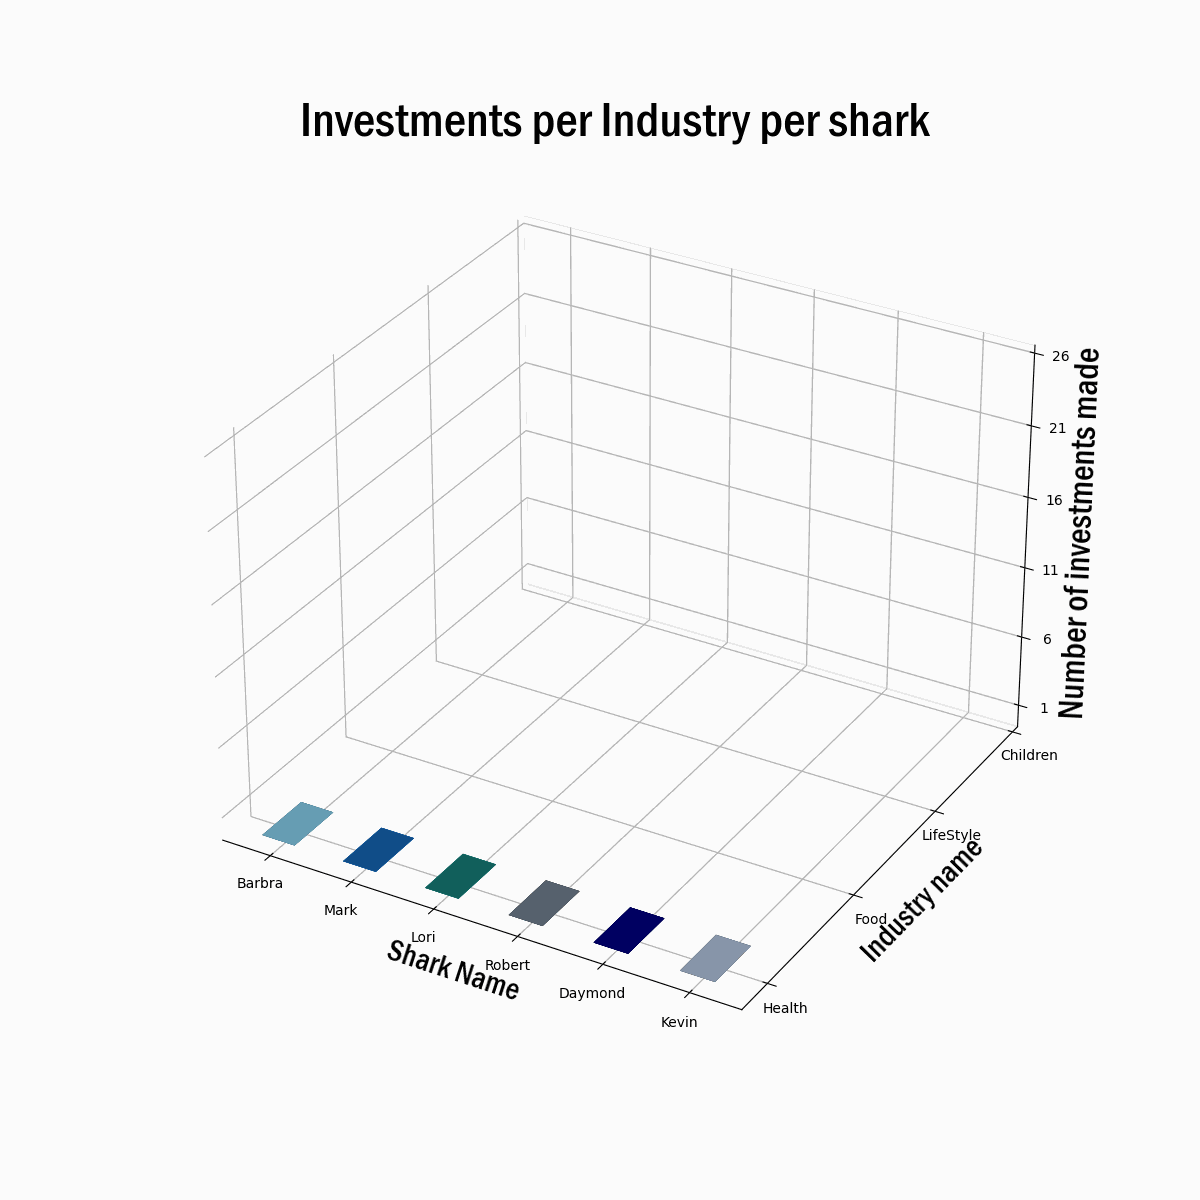 Investments per Industry per shark
26
21
16
11
6
1
Number of investments made
Children
LifeStyle
Food
Health
Industry name
Barbra
Mark
Lori
Robert
Daymond
Kevin
Shark Name